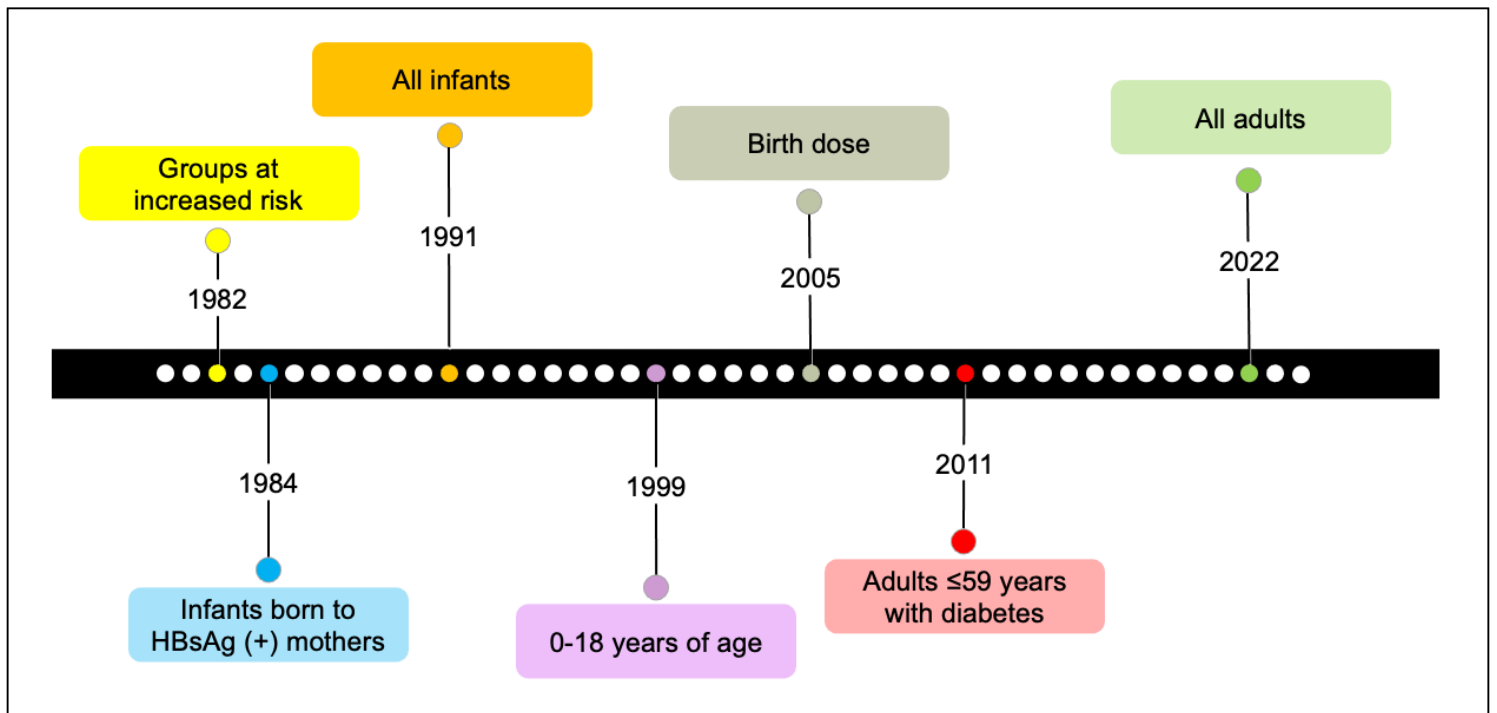 All infants
Groups at
increased risk
Birth dose
All adults
1982
1991
2005
2022
1984
1999
2011
Infants born to
HBsAg (+) mothers
0-18 years of age
Adults ≤59 years
with diabetes